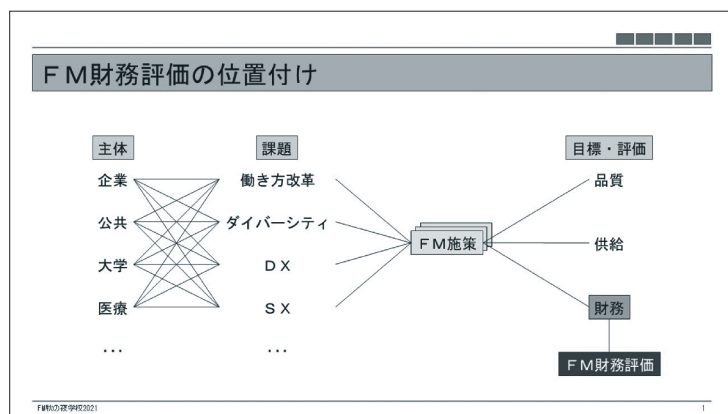 ＦＭ財務評価の位置付け
主体
課題
目標・評価
企業
働き方改革
品質
公共
ダイバーシティ
ＦＭ施策
供給
大学
ＤＸ
医療
ＳＸ
財務
...
...
ＦＭ財務評価
FM秋の夜学校2021
1